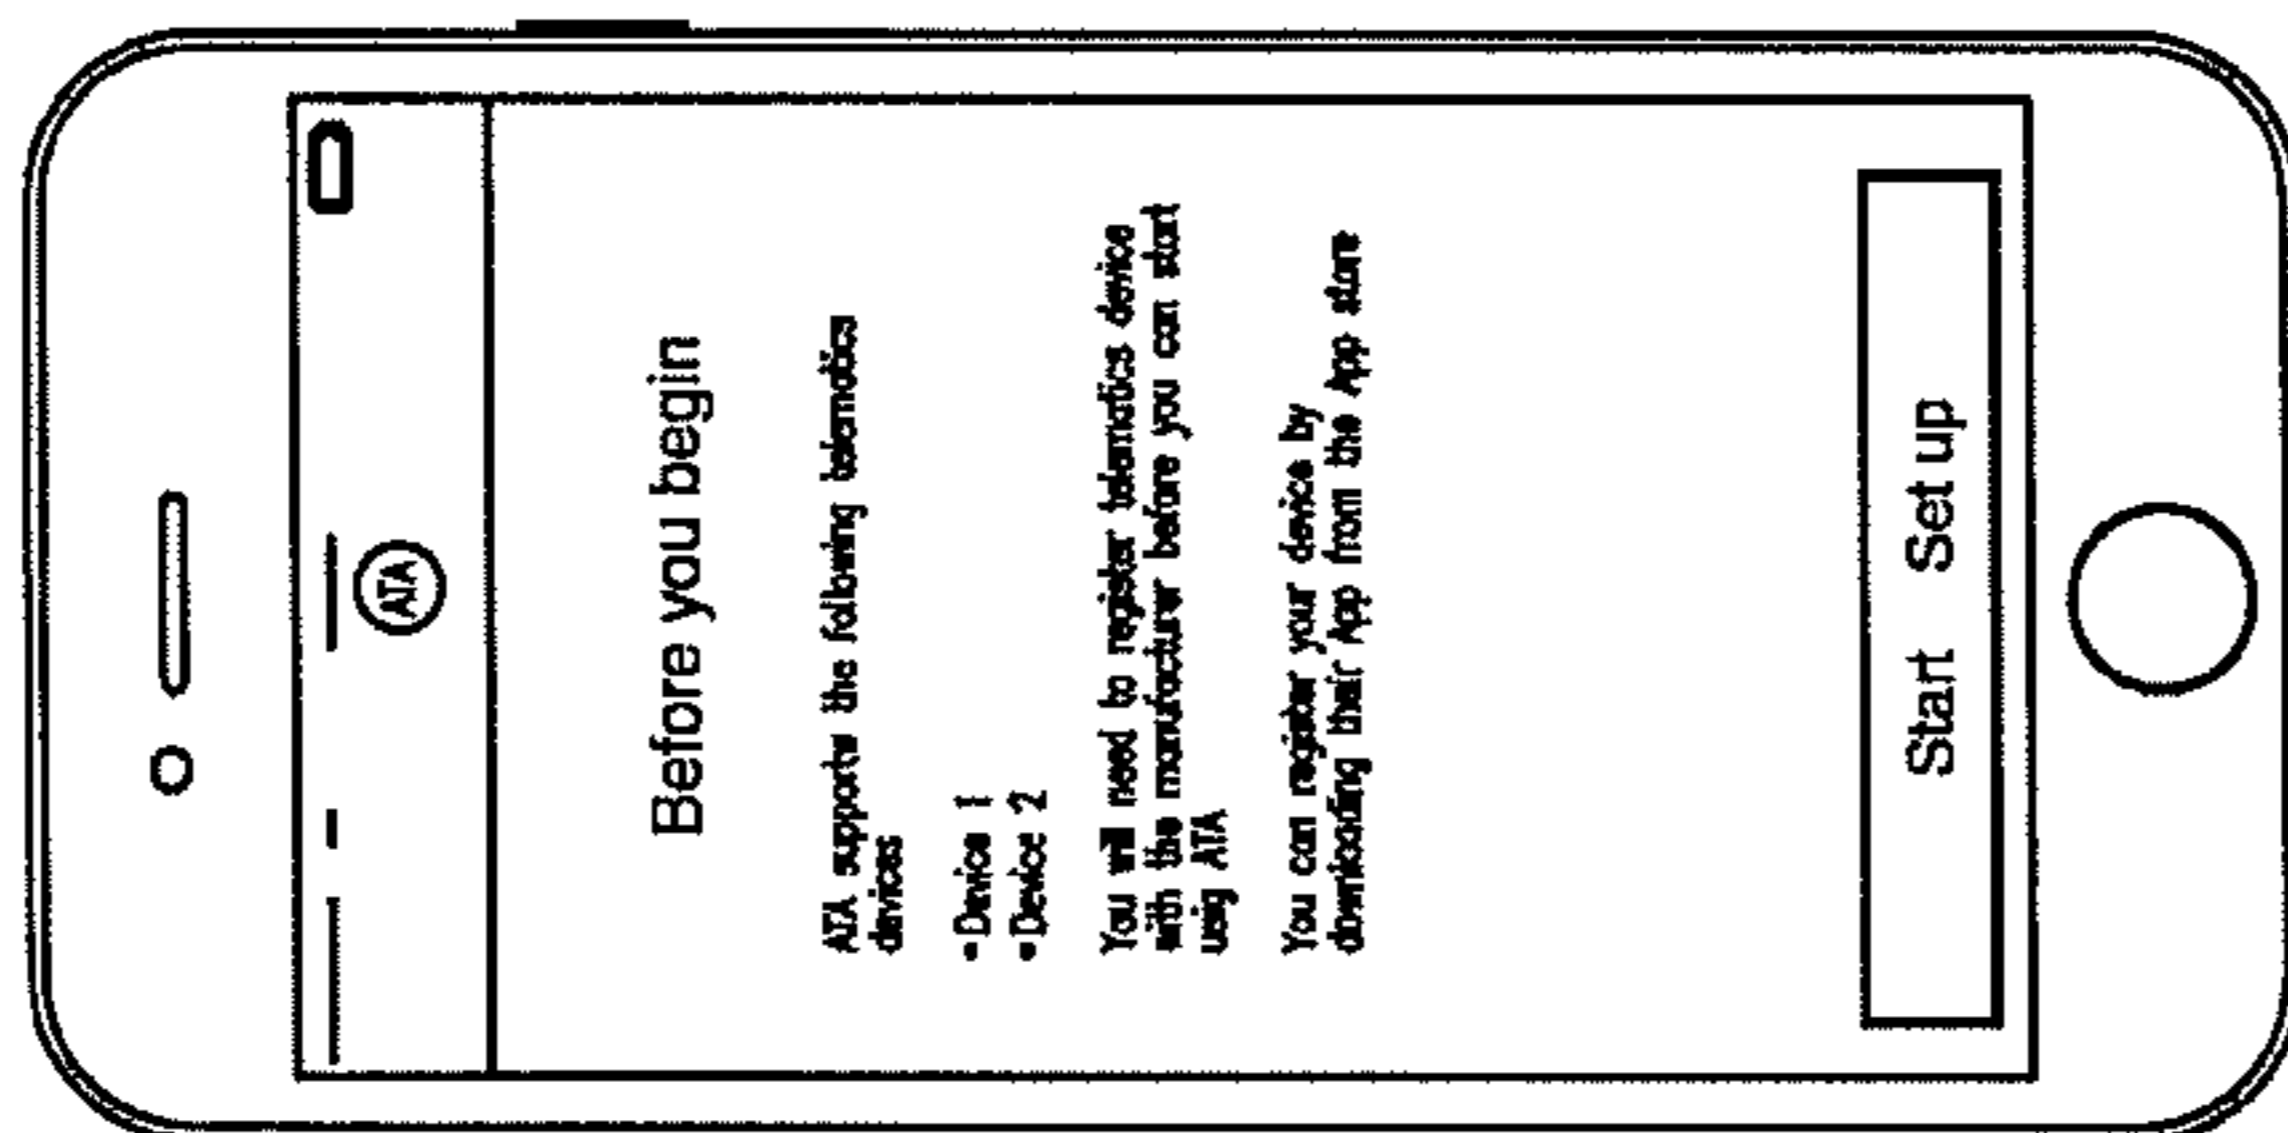 ATA
Before you begin
ATA supports the following telematics
devices
•Device 1
•Device 2
You will need to register telematics device
with the manufacturer before you can start
usig ATA
You can register your device by
downloading their App from the App store
Start Set up